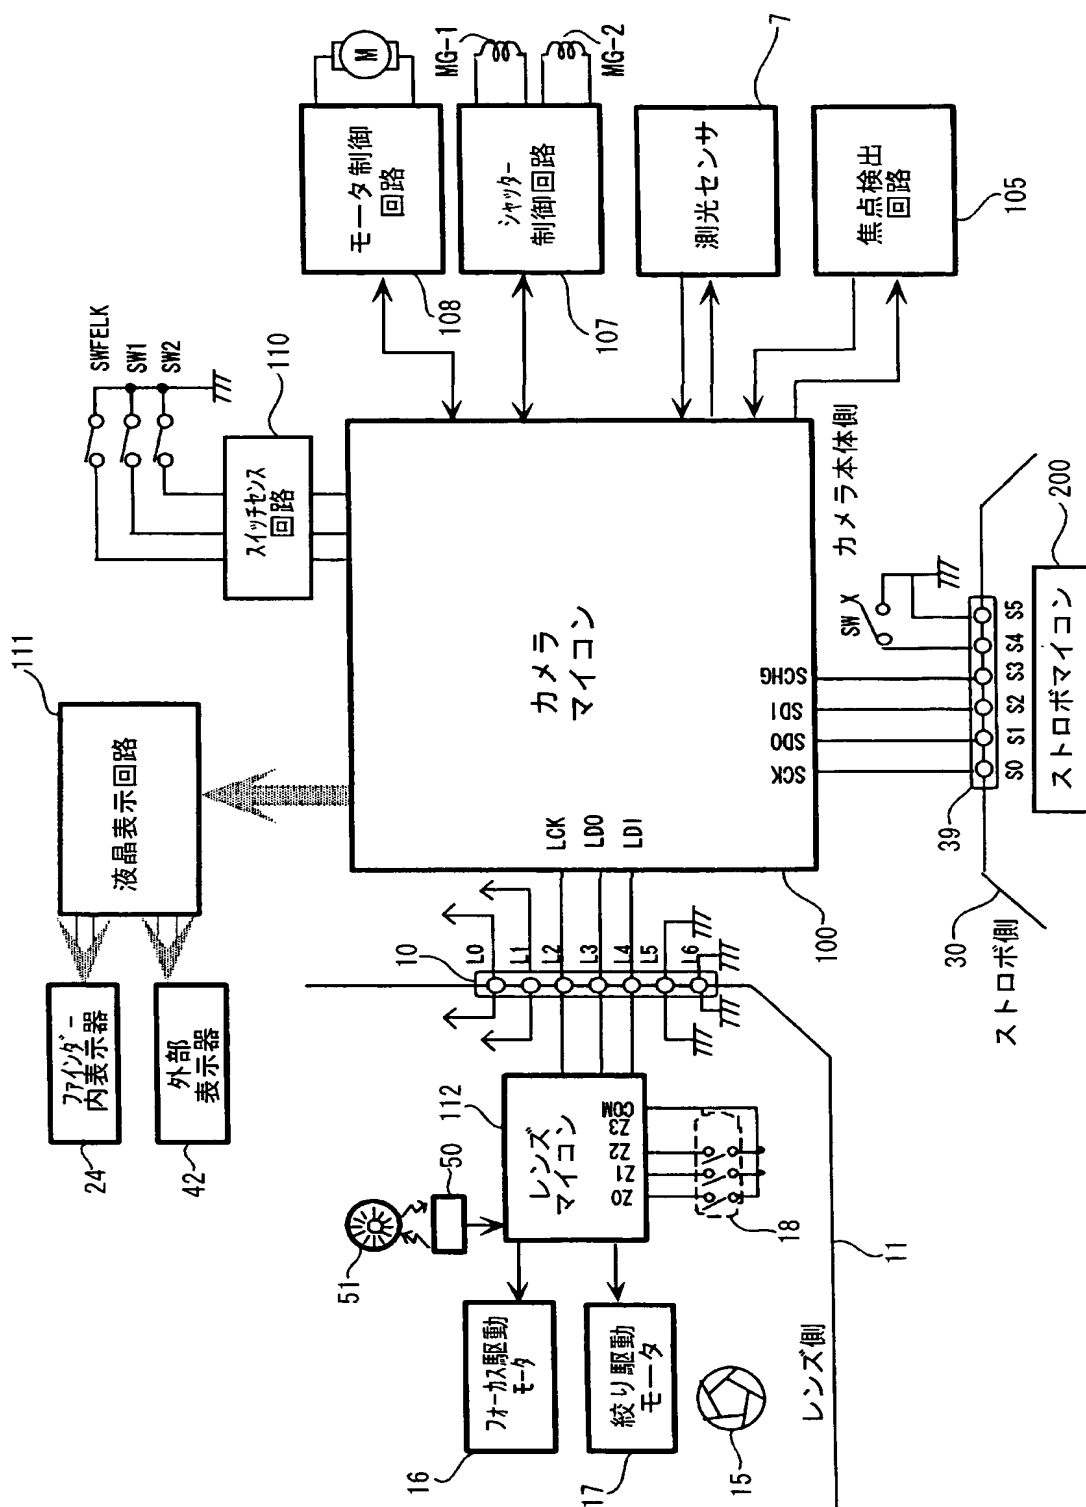 ファインダー
内表示器
24
外部
表示器
42
液晶表示回路
111
SWFELK
SW1
SW2
110
スイッチセンス
回路
モータ制御
回路
M
108
MG-1
MG-2
シャッター
制御回路
107
測光センサ
7
焦点検出
回路
105
カメラ
マイコン
100
カメラ本体側
LCK
LDO
LDI
SCK
SDO
SDI
SCHG
10
L0
L1
L2
L3
L4
L5
L6
51
50
112
レンズ
マイコン
Z0
Z1
Z2
Z3
COM
18
フォーカス駆動
モータ
16
絞り駆動
モータ
17
15
レンズ側
11
SW X
39
S0
S1
S2
S3
S4
S5
30
ストロボ側
ストロボマイコン
200